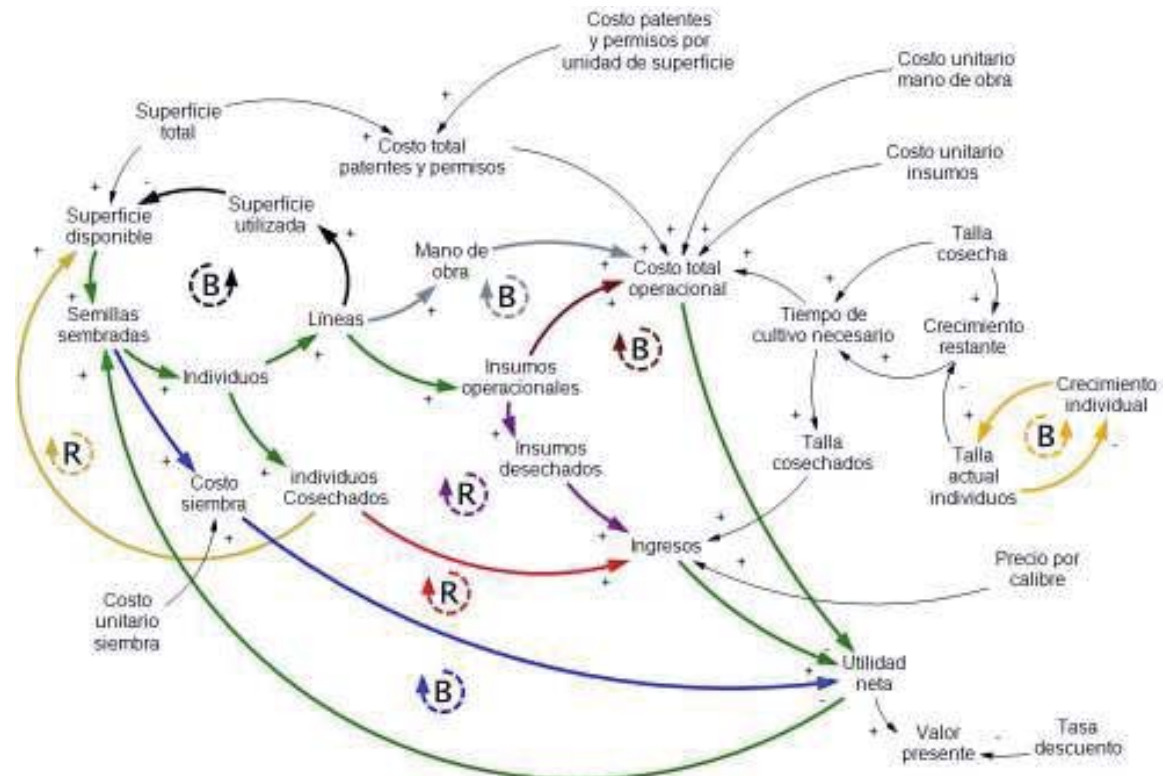 Costo patentes
y permisos por
unidad de superficie
Costo unitario
mano de obra
Superficie
total
Costo total
patentes y permisos
Costo unitario
insumos
Superficie
disponible
Superficie
utilizada
Mano de
obra
Costo total
operacional
Talla
cosecha
B
B
Semillas
sembradas
Líneas
Tiempo de
cultivo necesario
Crecimiento
restante
B
Individuos
Insumos
operacionales
Crecimiento
individual
B
R
Costo
siembra
individuos
Cosechados
R
Insumos
desechados
Talla
cosechados
Talla
actual
individuos
Ingresos
Precio por
calibre
Costo
unitario
siembra
R
B
Utilidad
neta
Valor
presente
Tasa
descuento